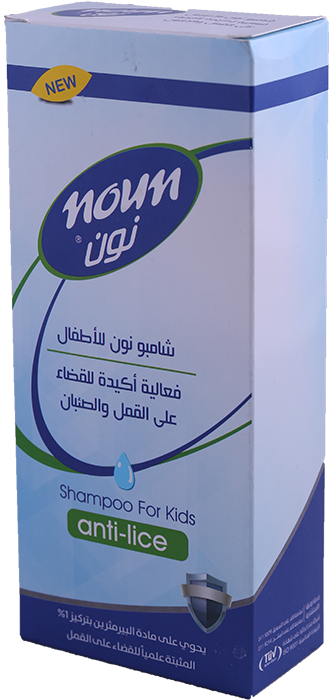 NEW
noun
نون®
شامبو نون للأطفال
فعالية أكيدة للقضاء
على القمل والصئبان
Shampoo For Kids
anti-lice
يحوي على مادة البيرمثرين بتركيز 1%
المثبتة علمياً للقضاء على القمل
TÜV